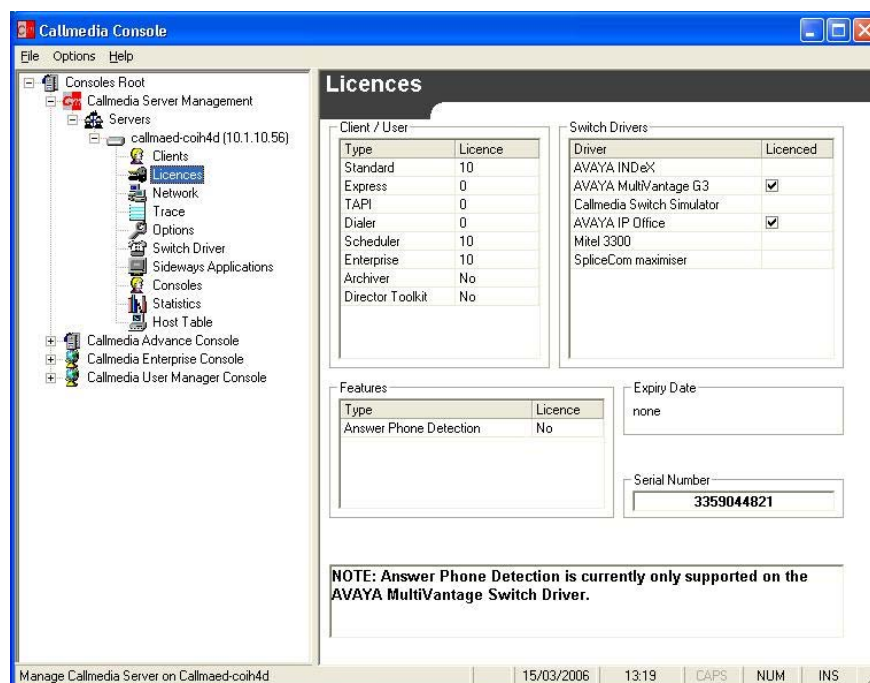 Callmedia Console
File Options Help
Consoles Root
Callmedia Server Management
Servers
callmaed-coih4d (10.1.10.56)
Clients
Licences
Network
Trace
Options
Switch Driver
Sideways Applications
Consoles
Statistics
Host Table
Callmedia Advance Console
Callmedia Enterprise Console
Callmedia User Manager Console
Licences
Client / User
Type Licence
Standard 10
Express 0
TAPI 0
Dialer 0
Scheduler 10
Enterprise 10
Archiver No
Director Toolkit No
Switch Drivers
Driver Licenced
AVAYA INDeX
AVAYA MultiVantage G3
Callmedia Switch Simulator
AVAYA IP Office
Mitel 3300
SpliceCom maximiser
Features
Type Licence
Answer Phone Detection No
Expiry Date
none
Serial Number
3359044821
NOTE: Answer Phone Detection is currently only supported on the
AVAYA MultiVantage Switch Driver.
Manage Callmedia Server on Callmaed-coih4d 15/03/2006 13:19 CAPS NUM INS